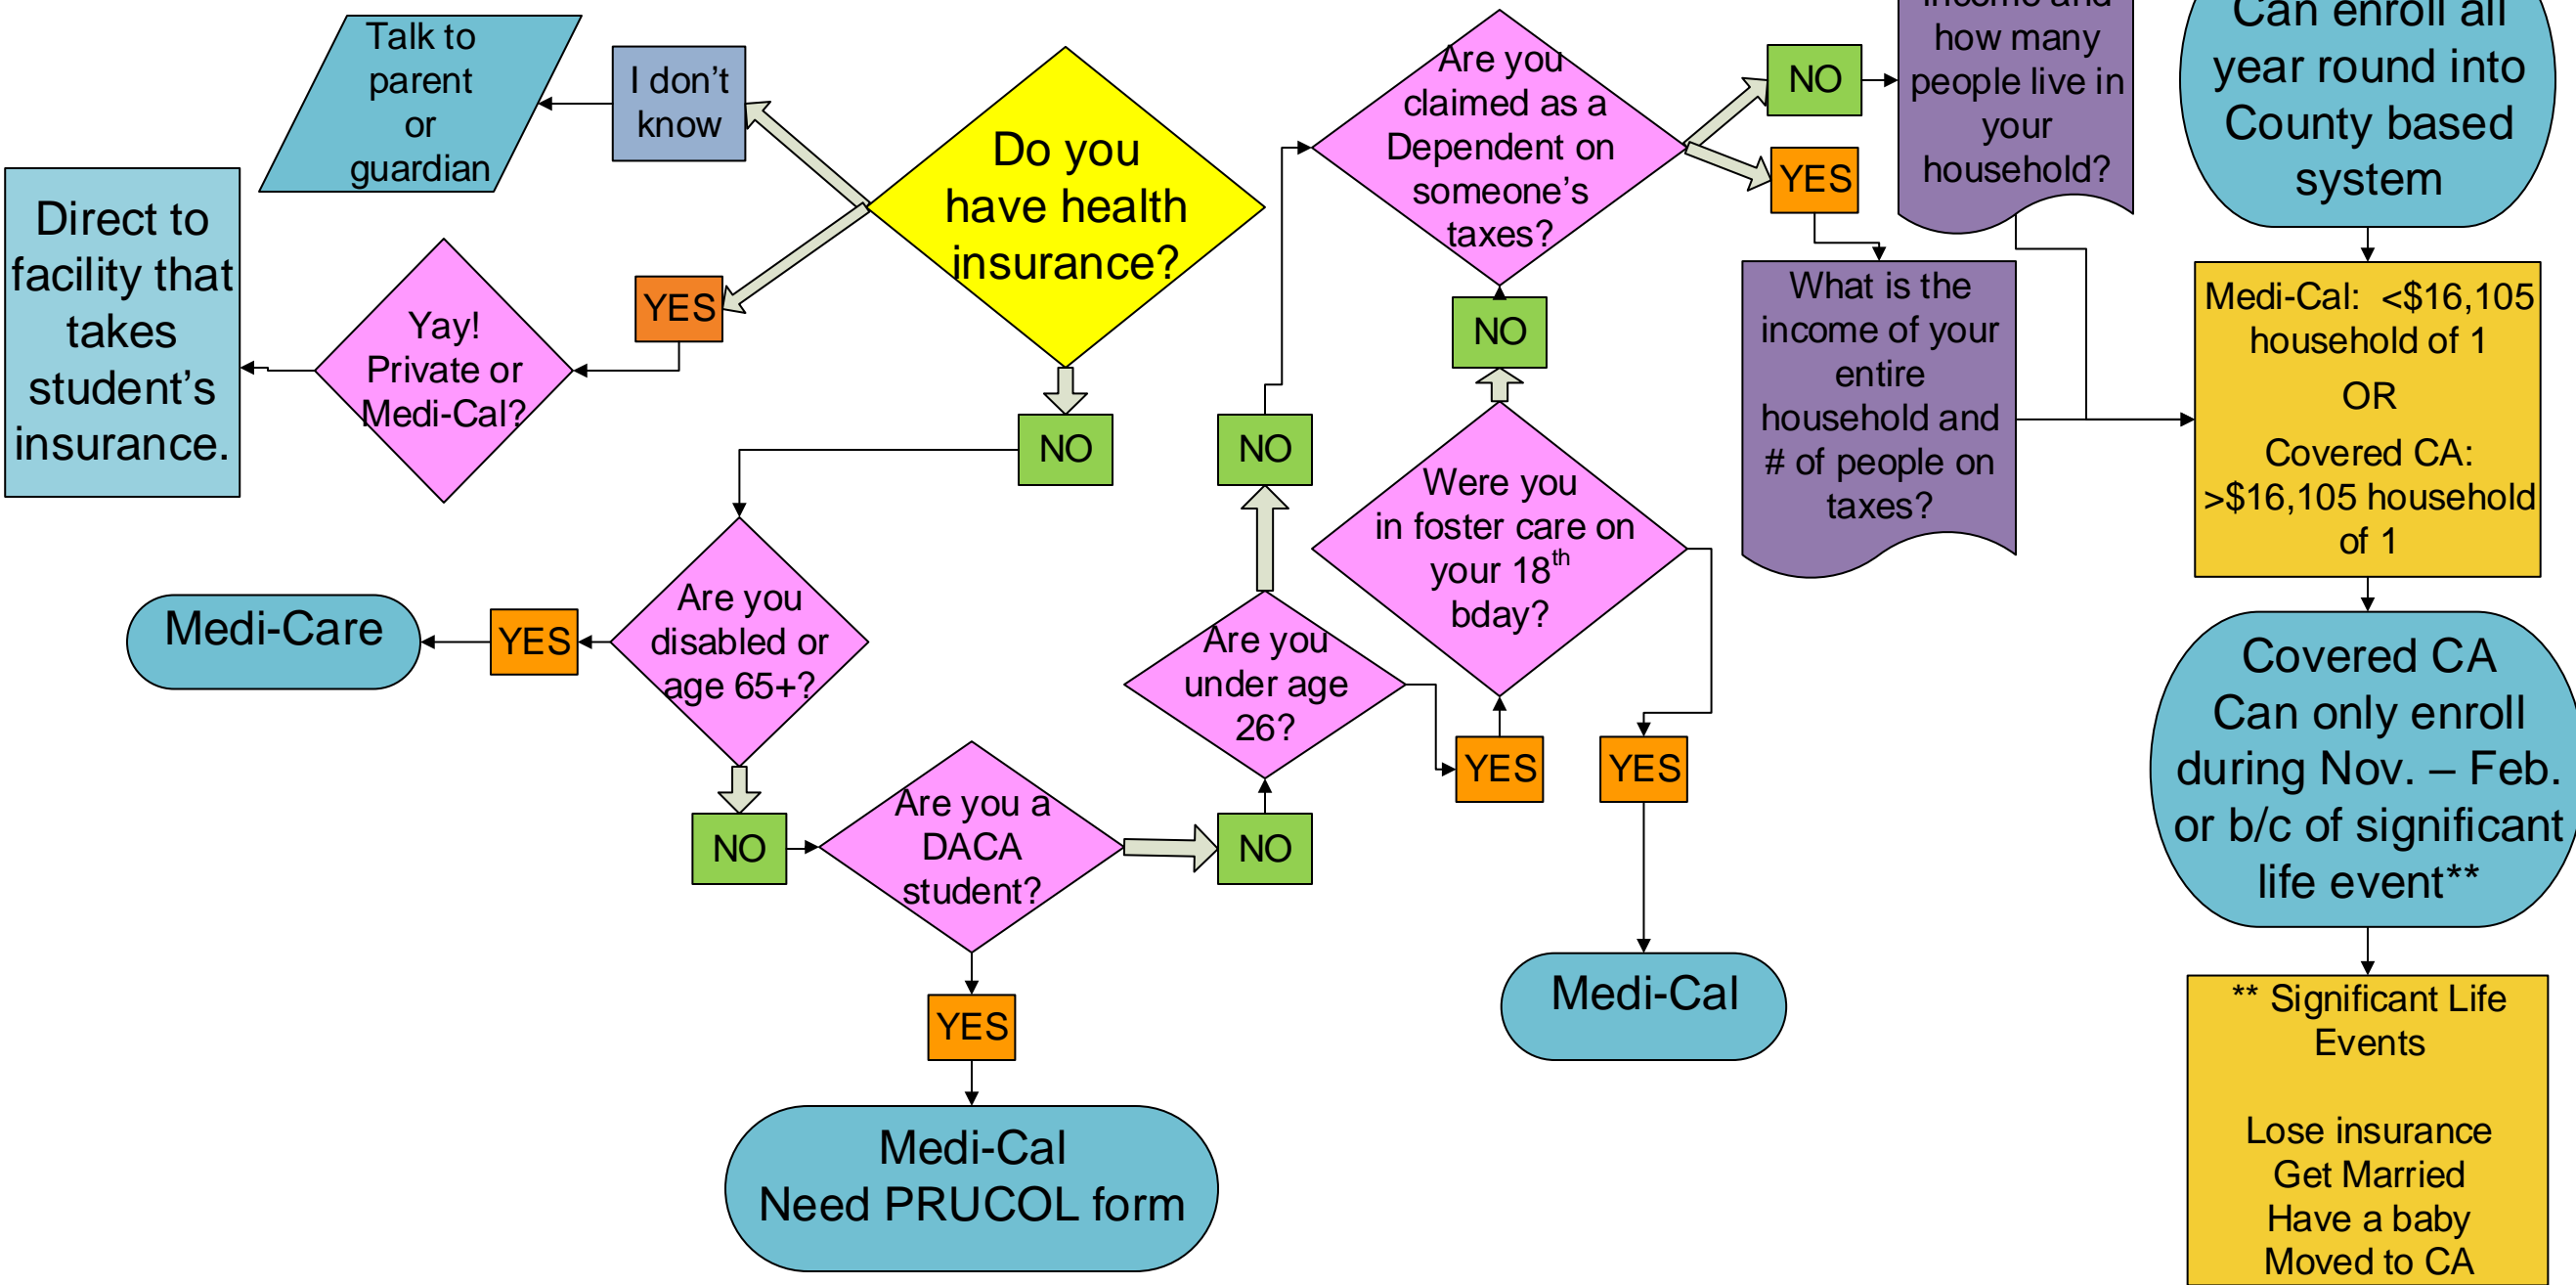 Talk to
parent
or
guardian
I don't
know
Do you
have health
insurance?
YES
Yay!
Private or
Medi-Cal?
Direct to
facility that
takes
student's
insurance.
NO
Are you
disabled or
age 65+?
YES
Medi-Care
NO
Are you a
DACA
student?
YES
Medi-Cal
Need PRUCOL form
NO
Are you
under age
26?
NO
YES
Were you
in foster care on
your 18th
bday?
YES
Medi-Cal
NO
Are you
claimed as a
Dependent on
someone's
taxes?
NO
income and
how many
people live in
your
household?
YES
What is the
income of your
entire
household and
# of people on
taxes?
Can enroll all
year round into
County based
system
Medi-Cal: <$16,105
household of 1
OR
Covered CA:
>$16,105 household
of 1
Covered CA
Can only enroll
during Nov. – Feb.
or b/c of significant
life event**
** Significant Life
Events
Lose insurance
Get Married
Have a baby
Moved to CA